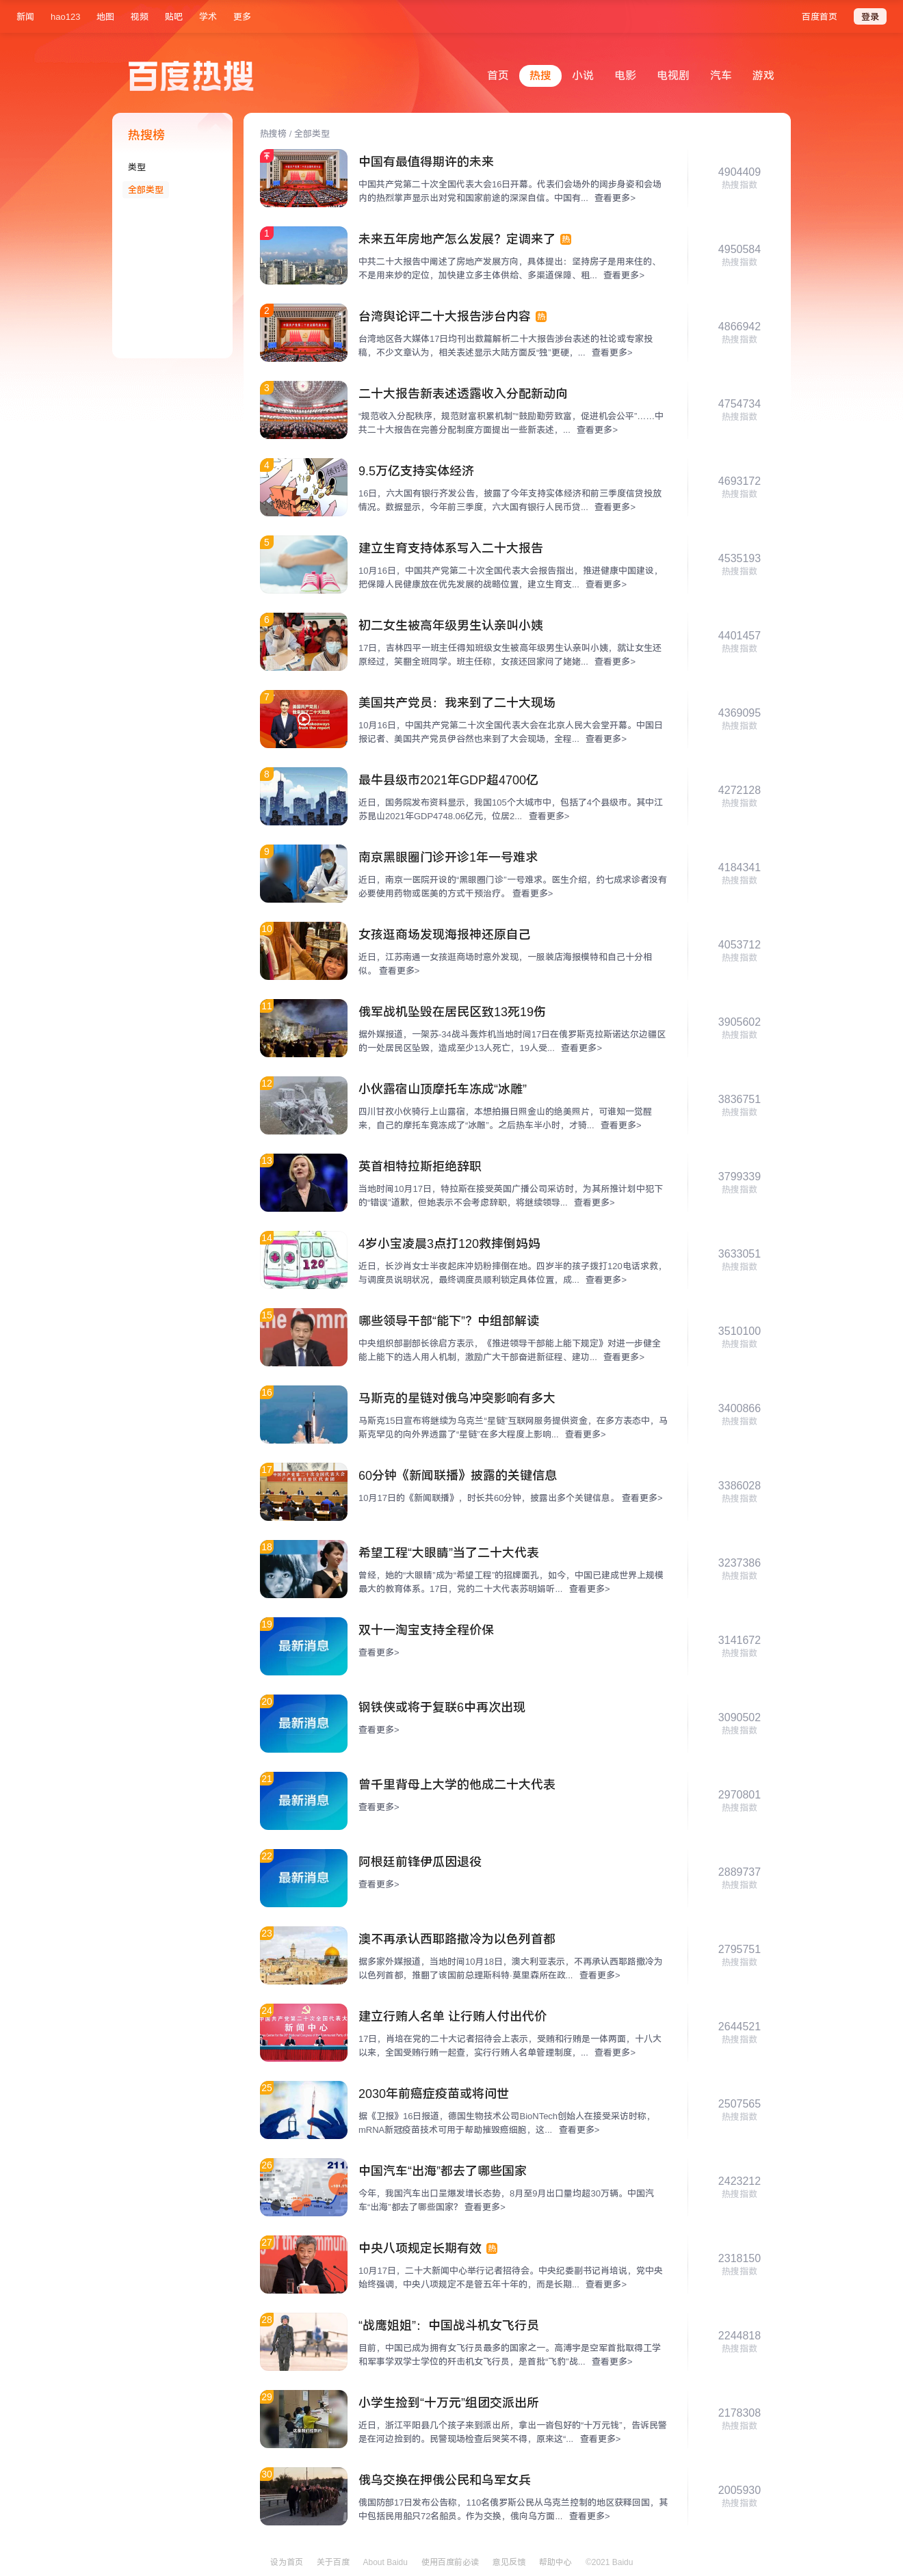 新闻 hao123 地图 视频 贴吧 学术 更多 百度首页 登录
百度热搜
首页 热搜 小说 电影 电视剧 汽车 游戏
热搜榜
类型
全部类型
热搜榜 / 全部类型
中国有最值得期许的未来
中国共产党第二十次全国代表大会16日开幕。代表们会场外的阔步身姿和会场
内的热烈掌声显示出对党和国家前途的深深自信。中国有... 查看更多>
4904409
热搜指数
1
未来五年房地产怎么发展？定调来了 热
中共二十大报告中阐述了房地产发展方向，具体提出：坚持房子是用来住的、
不是用来炒的定位，加快建立多主体供给、多渠道保障、租... 查看更多>
4950584
热搜指数
2
台湾舆论评二十大报告涉台内容 热
台湾地区各大媒体17日均刊出数篇解析二十大报告涉台表述的社论或专家投
稿，不少文章认为，相关表述显示大陆方面反“独”更硬，... 查看更多>
4866942
热搜指数
3
二十大报告新表述透露收入分配新动向
“规范收入分配秩序，规范财富积累机制”“鼓励勤劳致富，促进机会公平”……中
共二十大报告在完善分配制度方面提出一些新表述，... 查看更多>
4754734
热搜指数
4
9.5万亿支持实体经济
16日，六大国有银行齐发公告，披露了今年支持实体经济和前三季度信贷投放
情况。数据显示，今年前三季度，六大国有银行人民币贷... 查看更多>
4693172
热搜指数
5
建立生育支持体系写入二十大报告
10月16日，中国共产党第二十次全国代表大会报告指出，推进健康中国建设，
把保障人民健康放在优先发展的战略位置，建立生育支... 查看更多>
4535193
热搜指数
6
初二女生被高年级男生认亲叫小姨
17日，吉林四平一班主任得知班级女生被高年级男生认亲叫小姨，就让女生还
原经过，笑翻全班同学。班主任称，女孩还回家问了姥姥... 查看更多>
4401457
热搜指数
7
美国共产党员：我来到了二十大现场
10月16日，中国共产党第二十次全国代表大会在北京人民大会堂开幕。中国日
报记者、美国共产党员伊谷然也来到了大会现场，全程... 查看更多>
4369095
热搜指数
8
最牛县级市2021年GDP超4700亿
近日，国务院发布资料显示，我国105个大城市中，包括了4个县级市。其中江
苏昆山2021年GDP4748.06亿元，位居2... 查看更多>
4272128
热搜指数
9
南京黑眼圈门诊开诊1年一号难求
近日，南京一医院开设的“黑眼圈门诊”一号难求。医生介绍，约七成求诊者没有
必要使用药物或医美的方式干预治疗。 查看更多>
4184341
热搜指数
10
女孩逛商场发现海报神还原自己
近日，江苏南通一女孩逛商场时意外发现，一服装店海报模特和自己十分相
似。 查看更多>
4053712
热搜指数
11
俄军战机坠毁在居民区致13死19伤
据外媒报道，一架苏-34战斗轰炸机当地时间17日在俄罗斯克拉斯诺达尔边疆区
的一处居民区坠毁，造成至少13人死亡，19人受... 查看更多>
3905602
热搜指数
12
小伙露宿山顶摩托车冻成“冰雕”
四川甘孜小伙骑行上山露宿，本想拍摄日照金山的绝美照片，可谁知一觉醒
来，自己的摩托车竟冻成了“冰雕”。之后热车半小时，才骑... 查看更多>
3836751
热搜指数
13
英首相特拉斯拒绝辞职
当地时间10月17日，特拉斯在接受英国广播公司采访时，为其所推计划中犯下
的“错误”道歉，但她表示不会考虑辞职，将继续领导... 查看更多>
3799339
热搜指数
14
4岁小宝凌晨3点打120救摔倒妈妈
近日，长沙肖女士半夜起床冲奶粉摔倒在地。四岁半的孩子拨打120电话求救，
与调度员说明状况，最终调度员顺利锁定具体位置，成... 查看更多>
3633051
热搜指数
15
哪些领导干部“能下”？中组部解读
中央组织部副部长徐启方表示，《推进领导干部能上能下规定》对进一步健全
能上能下的选人用人机制，激励广大干部奋进新征程、建功... 查看更多>
3510100
热搜指数
16
马斯克的星链对俄乌冲突影响有多大
马斯克15日宣布将继续为乌克兰“星链”互联网服务提供资金，在多方表态中，马
斯克罕见的向外界透露了“星链”在多大程度上影响... 查看更多>
3400866
热搜指数
17
60分钟《新闻联播》披露的关键信息
10月17日的《新闻联播》，时长共60分钟，披露出多个关键信息。 查看更多>
3386028
热搜指数
18
希望工程“大眼睛”当了二十大代表
曾经，她的“大眼睛”成为“希望工程”的招牌面孔，如今，中国已建成世界上规模
最大的教育体系。17日，党的二十大代表苏明娟听... 查看更多>
3237386
热搜指数
19
最新消息
双十一淘宝支持全程价保
查看更多>
3141672
热搜指数
20
最新消息
钢铁侠或将于复联6中再次出现
查看更多>
3090502
热搜指数
21
最新消息
曾千里背母上大学的他成二十大代表
查看更多>
2970801
热搜指数
22
最新消息
阿根廷前锋伊瓜因退役
查看更多>
2889737
热搜指数
23
澳不再承认西耶路撒冷为以色列首都
据多家外媒报道，当地时间10月18日，澳大利亚表示，不再承认西耶路撒冷为
以色列首都，推翻了该国前总理斯科特·莫里森所在政... 查看更多>
2795751
热搜指数
24
新闻中心
建立行贿人名单 让行贿人付出代价
17日，肖培在党的二十大记者招待会上表示，受贿和行贿是一体两面，十八大
以来，全国受贿行贿一起查，实行行贿人名单管理制度，... 查看更多>
2644521
热搜指数
25
2030年前癌症疫苗或将问世
据《卫报》16日报道，德国生物技术公司BioNTech创始人在接受采访时称，
mRNA新冠疫苗技术可用于帮助摧毁癌细胞，这... 查看更多>
2507565
热搜指数
26
中国汽车“出海”都去了哪些国家
今年，我国汽车出口呈爆发增长态势，8月至9月出口量均超30万辆。中国汽
车“出海”都去了哪些国家？ 查看更多>
2423212
热搜指数
27
中央八项规定长期有效 热
10月17日，二十大新闻中心举行记者招待会。中央纪委副书记肖培说，党中央
始终强调，中央八项规定不是管五年十年的，而是长期... 查看更多>
2318150
热搜指数
28
“战鹰姐姐”：中国战斗机女飞行员
目前，中国已成为拥有女飞行员最多的国家之一。高溥宇是空军首批取得工学
和军事学双学士学位的歼击机女飞行员，是首批“飞豹”战... 查看更多>
2244818
热搜指数
29
小学生捡到“十万元”组团交派出所
近日，浙江平阳县几个孩子来到派出所，拿出一沓包好的“十万元钱”，告诉民警
是在河边捡到的。民警现场检查后哭笑不得，原来这“... 查看更多>
2178308
热搜指数
30
俄乌交换在押俄公民和乌军女兵
俄国防部17日发布公告称，110名俄罗斯公民从乌克兰控制的地区获释回国，其
中包括民用船只72名船员。作为交换，俄向乌方面... 查看更多>
2005930
热搜指数
设为首页 关于百度 About Baidu 使用百度前必读 意见反馈 帮助中心 ©2021 Baidu